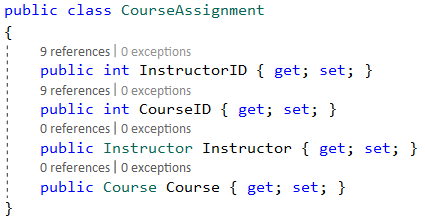 public class CourseAssignment
{
9 references | 0 exceptions
public int InstructorID { get; set; }
9 references | 0 exceptions
public int CourseID { get; set; }
0 references | 0 exceptions
public Instructor Instructor { get; set; }
0 references | 0 exceptions
public Course Course { get; set; }
}